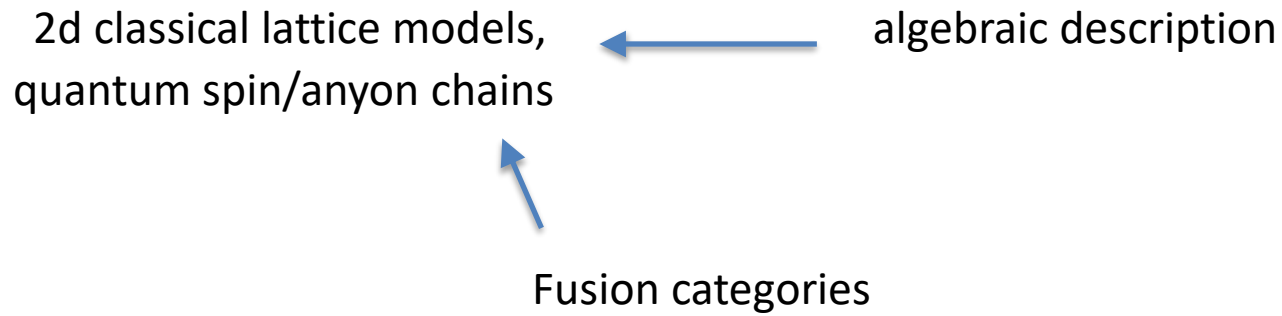 2d classical lattice models,
quantum spin/anyon chains
algebraic description
Fusion categories